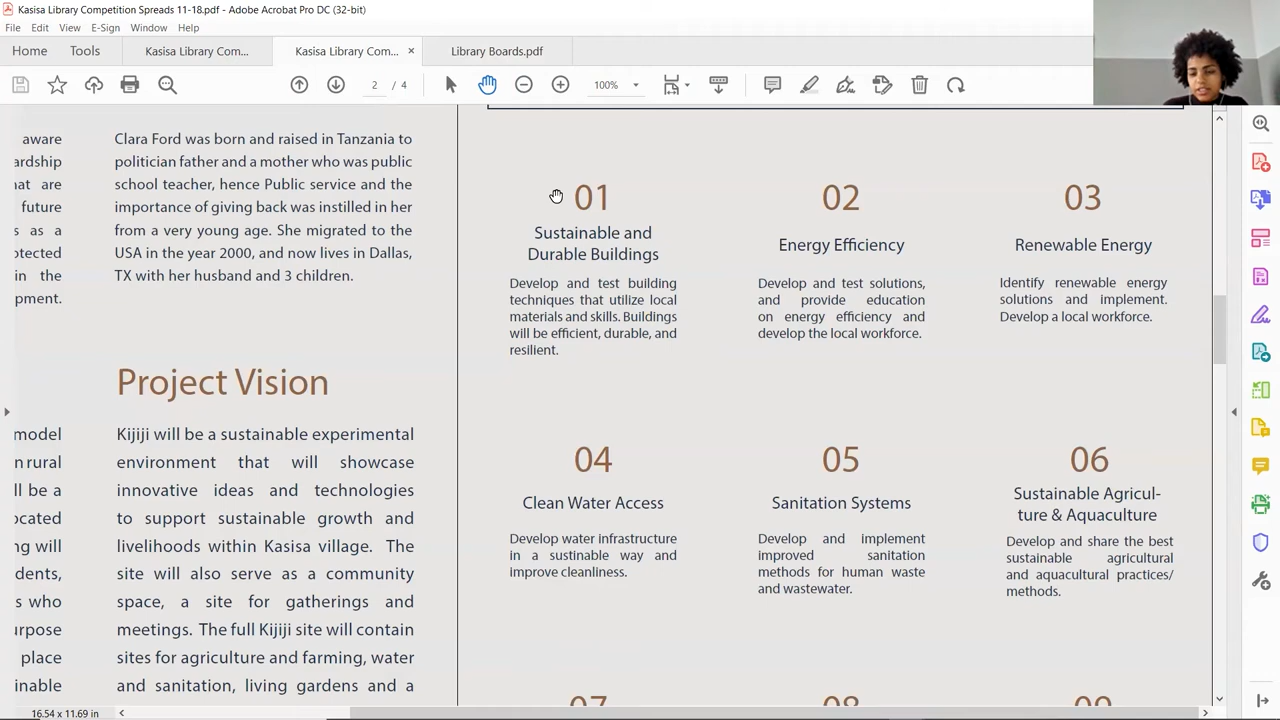 Kasisa Library Competition Spreads 11-18.pdf - Adobe Acrobat Pro DC (32-bit)
File Edit View E-Sign Window Help
Home Tools Kasisa Library Com... Kasisa Library Com... × Library Boards.pdf
2 / 4 100%
aware
ardship
at are
future
s as a
otected
in the
pment.
model
n rural
ll be a
ocated
ng will
dents,
s who
urpose
place
inable
Clara Ford was born and raised in Tanzania to
politician father and a mother who was public
school teacher, hence Public service and the
importance of giving back was instilled in her
from a very young age. She migrated to the
USA in the year 2000, and now lives in Dallas,
TX with her husband and 3 children.
Project Vision
Kijiji will be a sustainable experimental
environment that will showcase
innovative ideas and technologies
to support sustainable growth and
livelihoods within Kasisa village. The
site will also serve as a community
space, a site for gatherings and
meetings. The full Kijiji site will contain
sites for agriculture and farming, water
and sanitation, living gardens and a
01
Sustainable and
Durable Buildings
Develop and test building
techniques that utilize local
materials and skills. Buildings
will be efficient, durable, and
resilient.
02
Energy Efficiency
Develop and test solutions,
and provide education
on energy efficiency and
develop the local workforce.
03
Renewable Energy
Identify renewable energy
solutions and implement.
Develop a local workforce.
04
Clean Water Access
Develop water infrastructure
in a sustinable way and
improve cleanliness.
05
Sanitation Systems
Develop and implement
improved sanitation
methods for human waste
and wastewater.
06
Sustainable Agricul-
ture & Aquaculture
Develop and share the best
sustainable agricultural
and aquacultural practices/
methods.
07
08
09
16.54 x 11.69 in